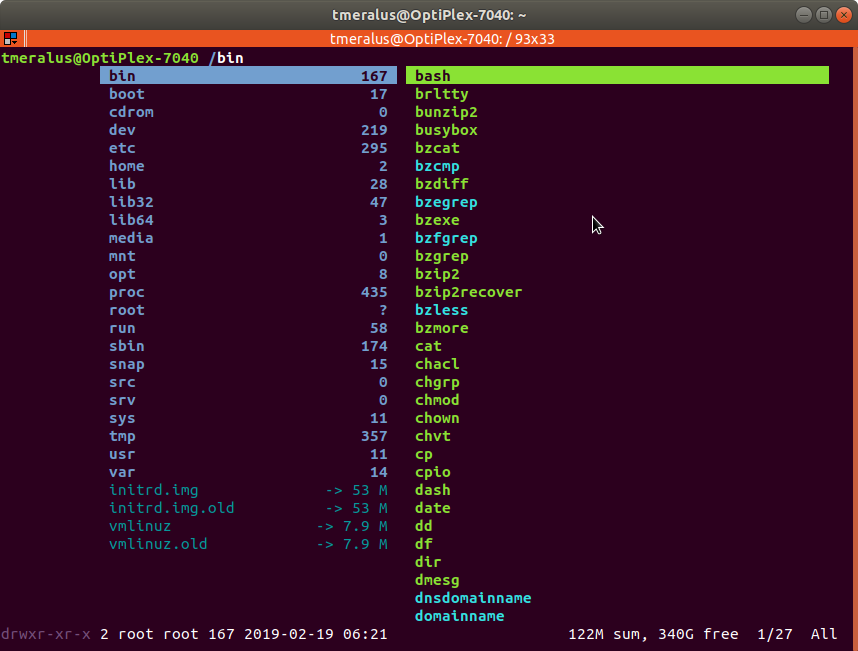 tmeralus@OptiPlex-7040: ~
tmeralus@OptiPlex-7040: / 93x33
tmeralus@OptiPlex-7040 /bin
bin 167 bash
boot 17 brltty
cdrom 0 bunzip2
dev 219 busybox
etc 295 bzcat
home 2 bzcmp
lib 28 bzdiff
lib32 47 bzegrep
lib64 3 bzexe
media 1 bzfgrep
mnt 0 bzgrep
opt 8 bzip2
proc 435 bzip2recover
root ? bzless
run 58 bzmore
sbin 174 cat
snap 15 chacl
src 0 chgrp
srv 0 chmod
sys 11 chown
tmp 357 chvt
usr 11 cp
var 14 cpio
initrd.img -> 53 M dash
initrd.img.old -> 53 M date
vmlinuz -> 7.9 M dd
vmlinuz.old -> 7.9 M df
dir
dmesg
dnsdomainname
domainname
drwxr-xr-x 2 root root 167 2019-02-19 06:21 122M sum, 340G free 1/27 All